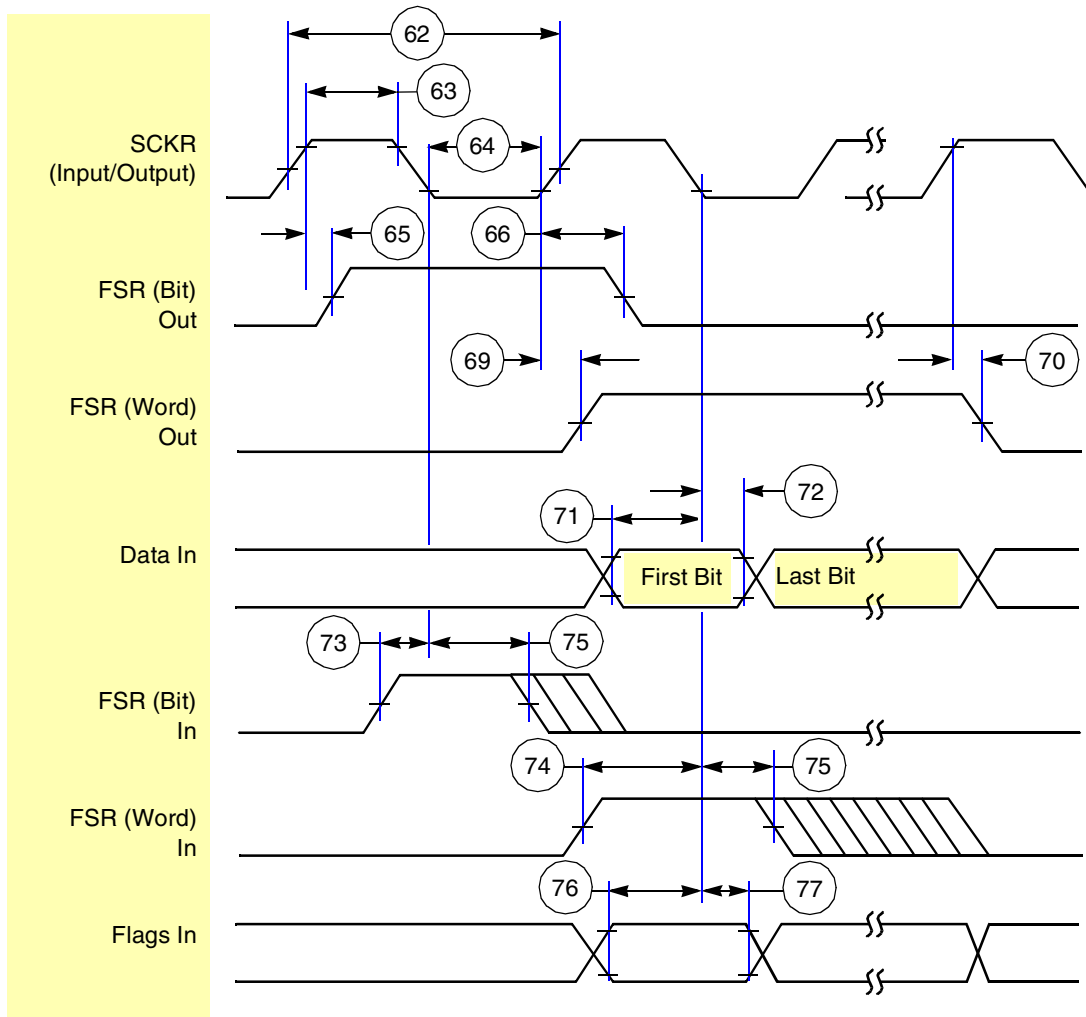 62
63
SCKR
(Input/Output)
64
65
66
FSR (Bit)
Out
69
70
FSR (Word)
Out
71
72
Data In
First Bit
Last Bit
73
75
FSR (Bit)
In
74
75
FSR (Word)
In
76
77
Flags In